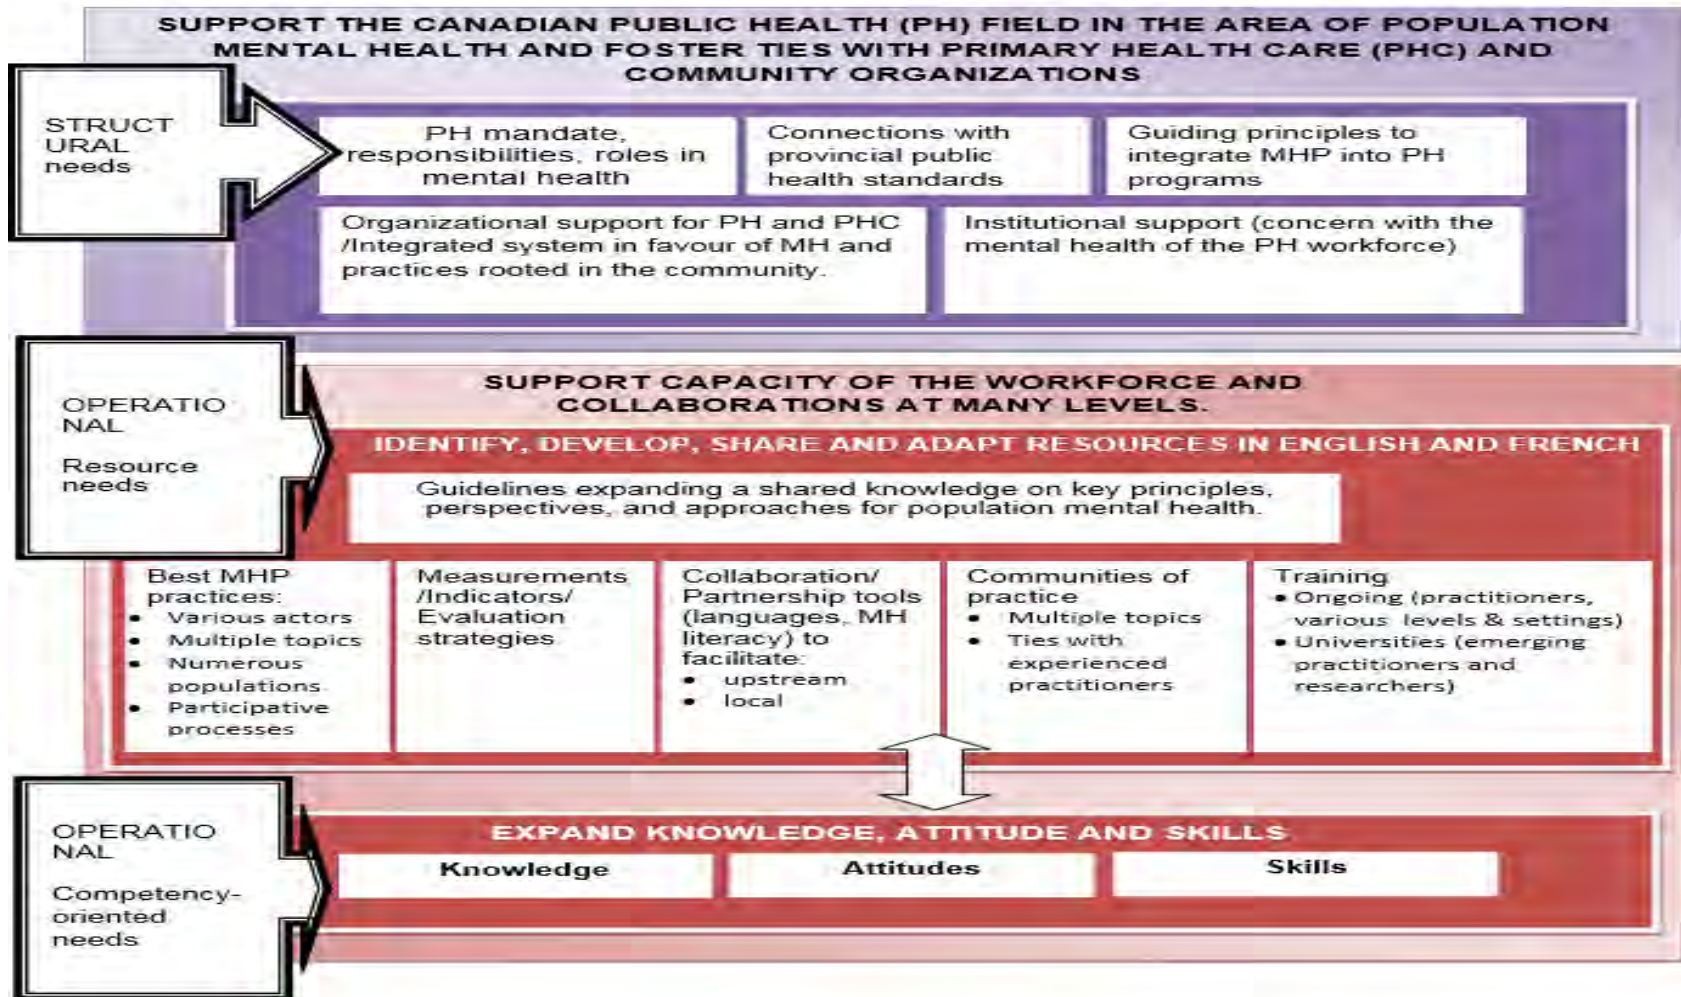 SUPPORT THE CANADIAN PUBLIC HEALTH (PH) FIELD IN THE AREA OF POPULATION
MENTAL HEALTH AND FOSTER TIES WITH PRIMARY HEALTH CARE (PHC) AND
COMMUNITY ORGANIZATIONS
STRUCT
URAL
needs
PH mandate,
responsibilities, roles in
mental health
Connections with
provincial public
health standards
Guiding principles to
integrate MHP into PH
programs
Organizational support for PH and PHC
/Integrated system in favour of MH and
practices rooted in the community.
Institutional support (concern with the
mental health of the PH workforce)
OPERATIO
NAL
Resource
needs
SUPPORT CAPACITY OF THE WORKFORCE AND
COLLABORATIONS AT MANY LEVELS.
IDENTIFY, DEVELOP, SHARE AND ADAPT RESOURCES IN ENGLISH AND FRENCH
Guidelines expanding a shared knowledge on key principles,
perspectives, and approaches for population mental health.
Best MHP
practices:
• Various actors
• Multiple topics
• Numerous
populations
• Participative
processes
Measurements
/Indicators/
Evaluation
strategies
Collaboration/
Partnership tools
(languages, MH
literacy) to
facilitate:
• upstream
• local
Communities of
practice
• Multiple topics
• Ties with
experienced
practitioners
Training
• Ongoing (practitioners,
various levels & settings)
• Universities (emerging
practitioners and
researchers)
OPERATIO
NAL
Competency-
oriented
needs
EXPAND KNOWLEDGE, ATTITUDE AND SKILLS
Knowledge
Attitudes
Skills